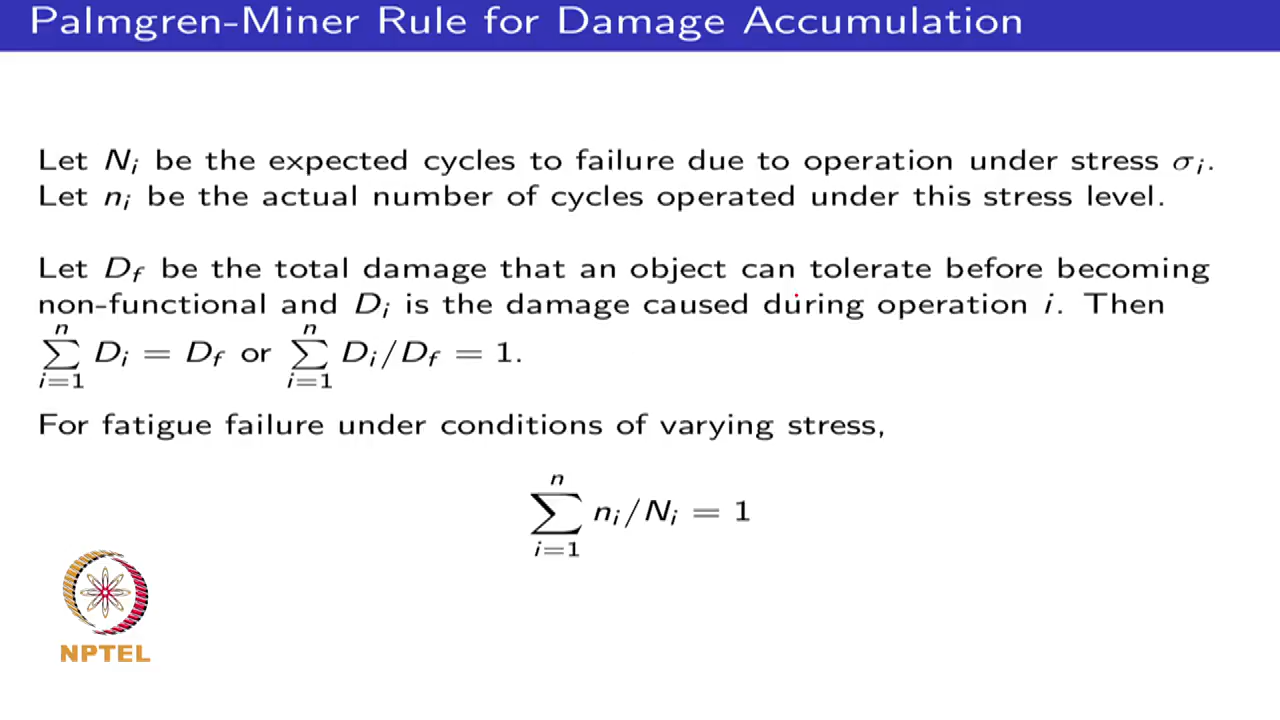 Palmgren-Miner Rule for Damage Accumulation
Let Nᵢ be the expected cycles to failure due to operation under stress σᵢ.
Let nᵢ be the actual number of cycles operated under this stress level.
Let D_f be the total damage that an object can tolerate before becoming
non-functional and Dᵢ is the damage caused during operation i. Then
∑ⁿᵢ₌₁ Dᵢ = D_f or ∑ⁿᵢ₌₁ Dᵢ/D_f = 1.
For fatigue failure under conditions of varying stress,
∑ⁿᵢ₌₁ nᵢ/Nᵢ = 1
NPTEL